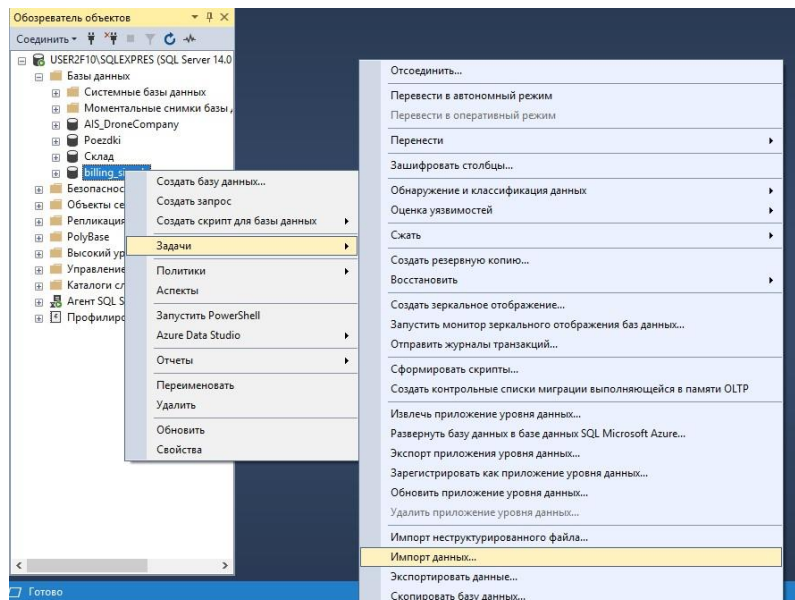 Обозреватель объектов
Соединить
USER2F10\SQLEXPRES (SQL Server 14.0
Базы данных
Системные базы данных
Моментальные снимки базы
AIS_DroneCompany
Poezdki
Склад
Безопаснос
Объекты се
Репликация
PolyBase
Высокий ур
Управление
Каталоги сл
Агент SQL S
Профилиро
Готово
Создать базу данных...
Создать запрос
Создать скрипт для базы данных
Задачи
Политики
Аспекты
Запустить PowerShell
Azure Data Studio
Отчеты
Переименовать
Удалить
Обновить
Свойства
Отсоединить...
Перевести в автономный режим
Перевести в оперативный режим
Перенести
Зашифровать столбцы...
Обнаружение и классификация данных
Оценка уязвимостей
Сжать
Создать резервную копию...
Восстановить
Создать зеркальное отображение...
Запустить монитор зеркального отображения баз данных...
Отправить журналы транзакций...
Сформировать скрипты...
Создать контрольные списки миграции выполняющейся в памяти OLTP
Извлечь приложение уровня данных...
Развернуть базу данных в базе данных SQL Microsoft Azure...
Экспорт приложения уровня данных...
Зарегистрировать как приложение уровня данных...
Обновить приложение уровня данных...
Удалить приложение уровня данных...
Импорт неструктурированного файла...
Импорт данных...
Экспортировать данные...
Скопировать базу данных...